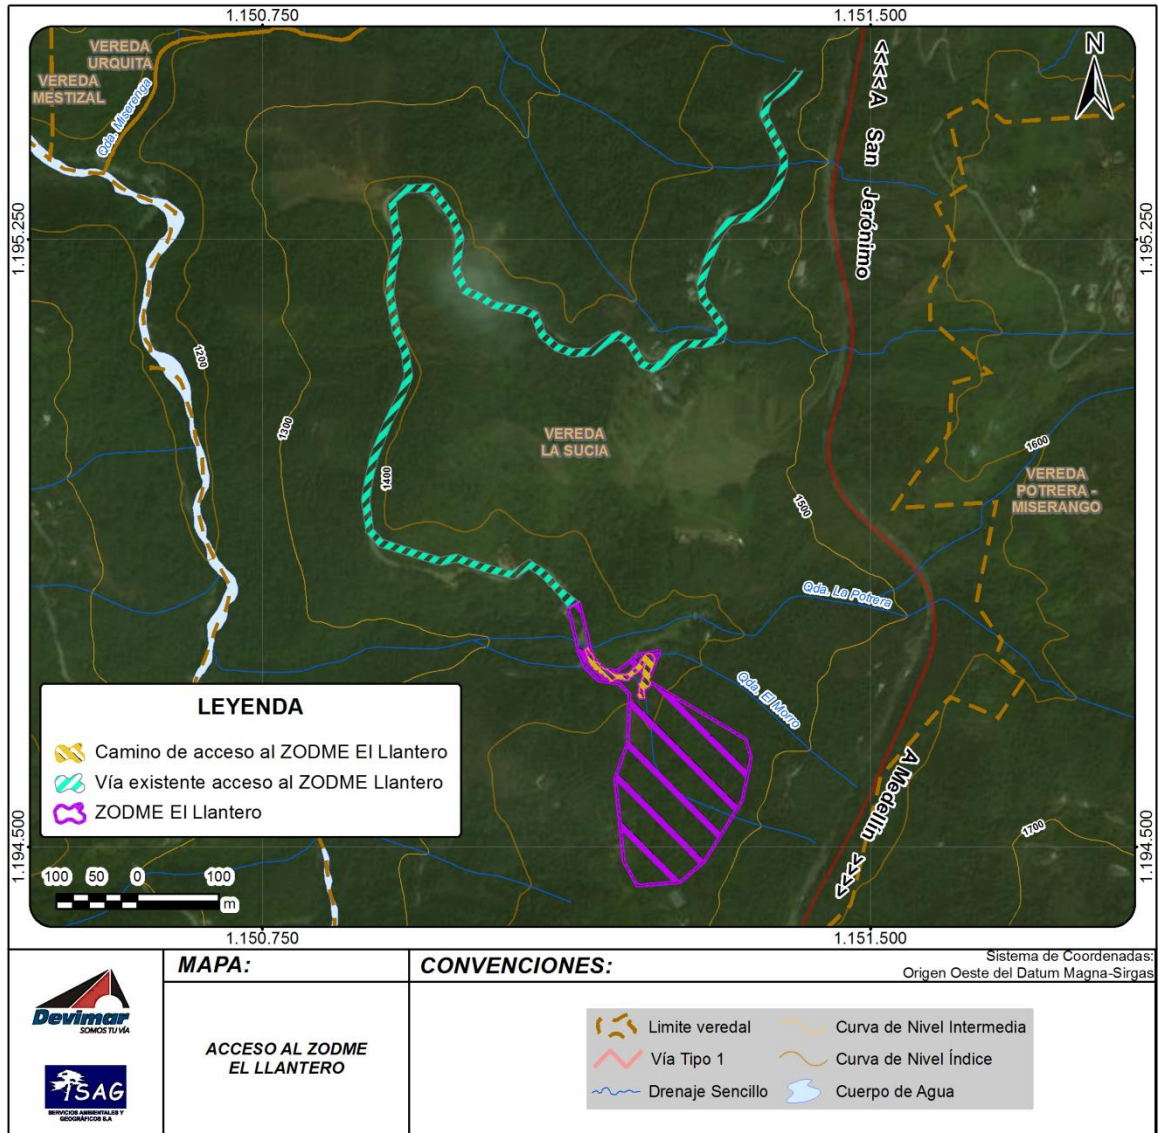 1.150.750
1.151.500
VEREDA
URQUITA
VEREDA
MESTIZAL
Qda. Miserenga
<<<< A San Jerónimo
N
1.195.250
1.195.250
1200
1300
1400
VEREDA
LA SUCIA
1500
1600
VEREDA
POTRERA -
MISERANGO
Qda. La Potrera
Qda. El Morro
A Medellín >>>>
1700
1.194.500
1.194.500
LEYENDA
Camino de acceso al ZODME El Llantero
Vía existente acceso al ZODME Llantero
ZODME El Llantero
100 50 0 100
m
1.150.750
1.151.500
MAPA:
CONVENCIONES:
Sistema de Coordenadas:
Origen Oeste del Datum Magna-Sirgas
Devimar
SOMOS TU VÍA
ACCESO AL ZODME
EL LLANTERO
Limite veredal
Curva de Nivel Intermedia
Vía Tipo 1
Curva de Nivel Índice
Drenaje Sencillo
Cuerpo de Agua
ISAG
SERVICIOS AMBIENTALES Y
GEOGRÁFICOS S.A